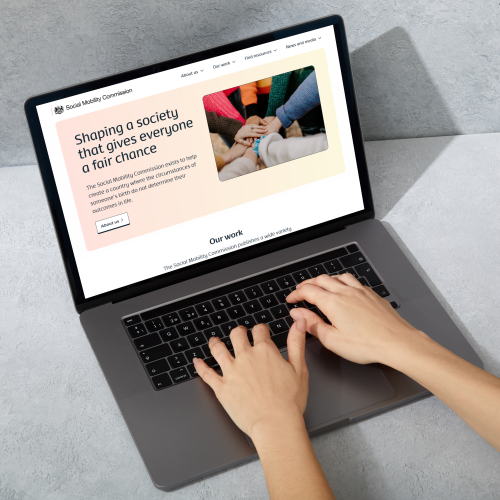 Social Mobility Commission
About us
Our work
Find resources
News and media
Shaping a society
that gives everyone
a fair chance
The Social Mobility Commission exists to help
create a country where the circumstances of
someone's birth do not determine their
outcomes in life.
About us
Our work
The Social Mobility Commission publishes a wide variety